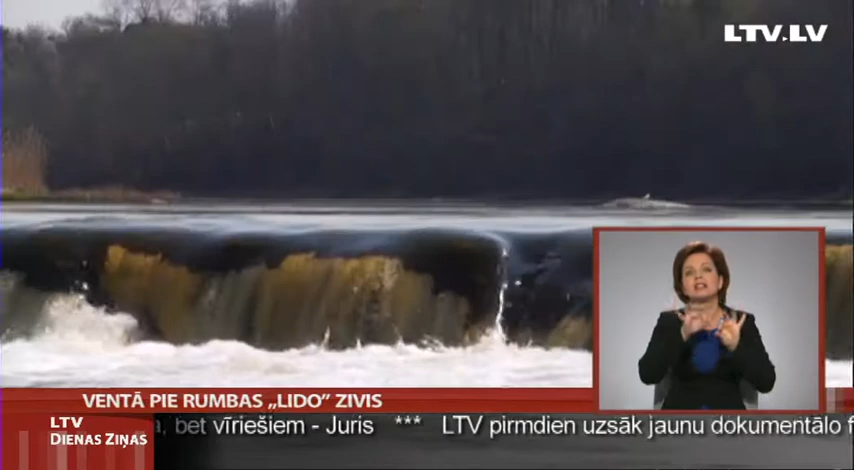 LTV.LV
VENTĀ PIE RUMBAS „LIDO” ZIVIS
LTV
DIENAS ZIŅAS
bet vīriešiem - Juris *** LTV pirmdien uzsāk jaunu dokumentālo